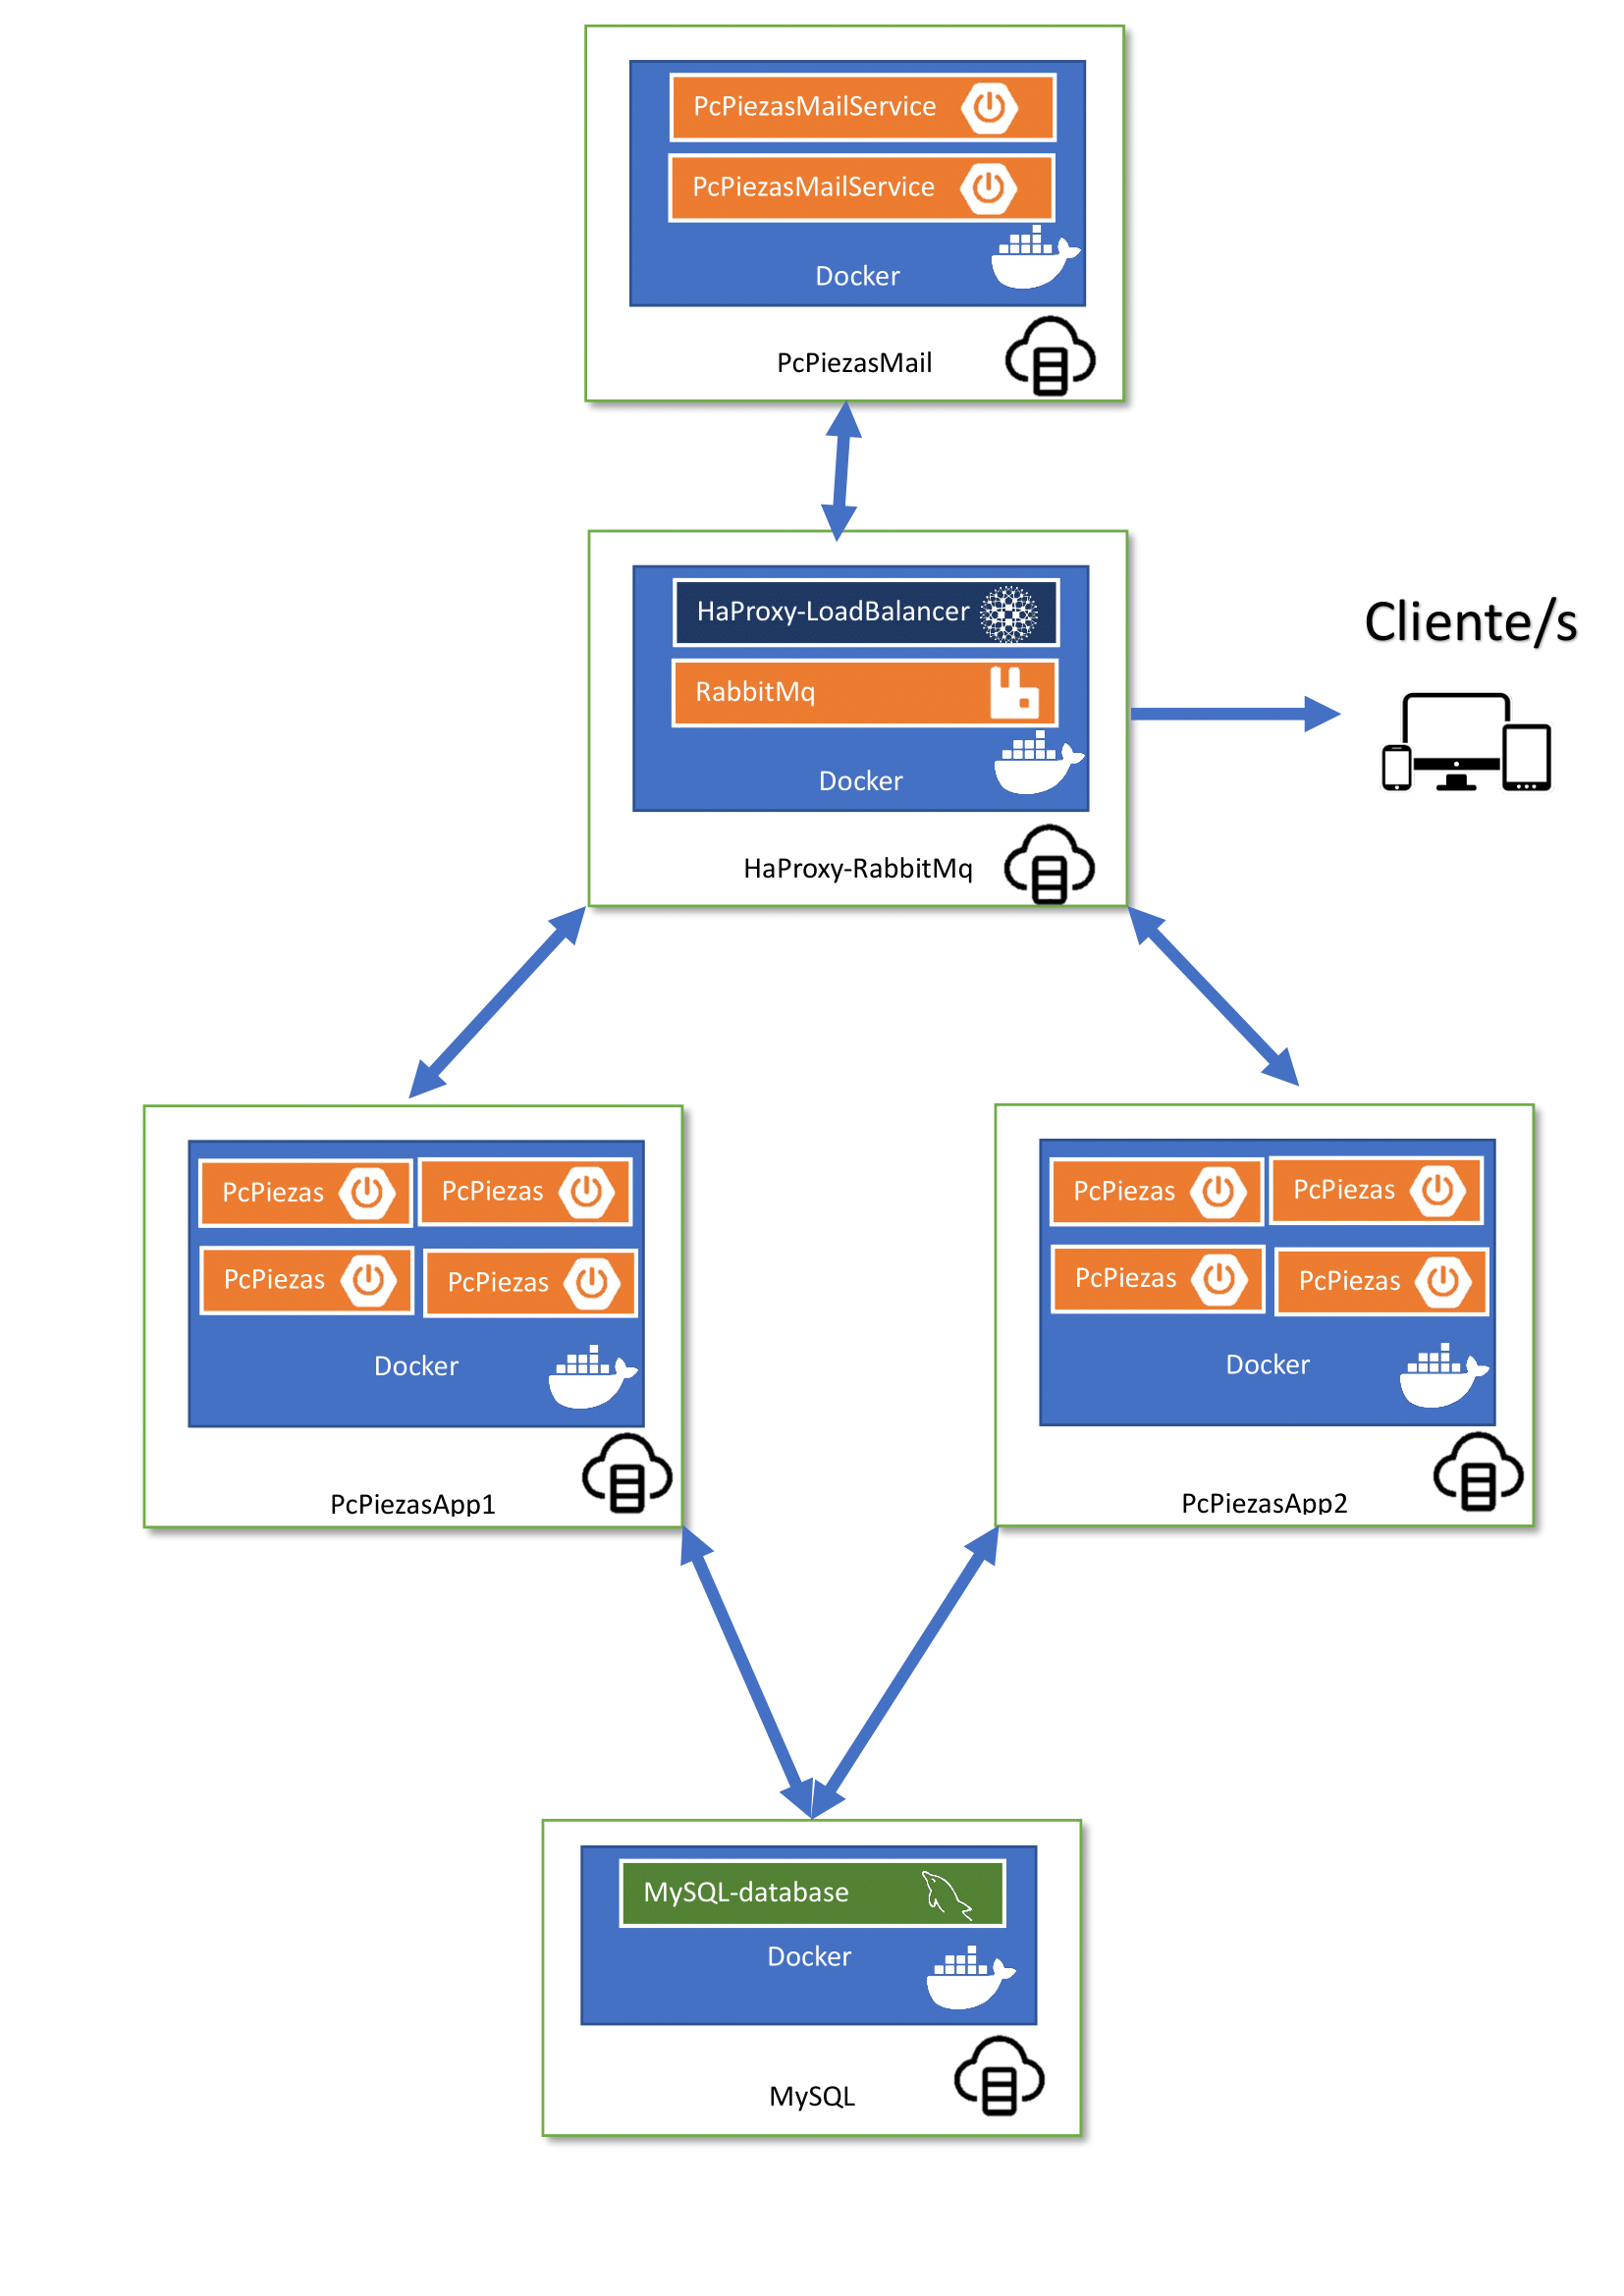 PcPiezasMailService
PcPiezasMailService
Docker
PcPiezasMail
HaProxy-LoadBalancer
RabbitMq
Docker
HaProxy-RabbitMq
Cliente/s
PcPiezas PcPiezas
PcPiezas PcPiezas
Docker
PcPiezasApp1
PcPiezas PcPiezas
PcPiezas PcPiezas
Docker
PcPiezasApp2
MySQL-database
Docker
MySQL